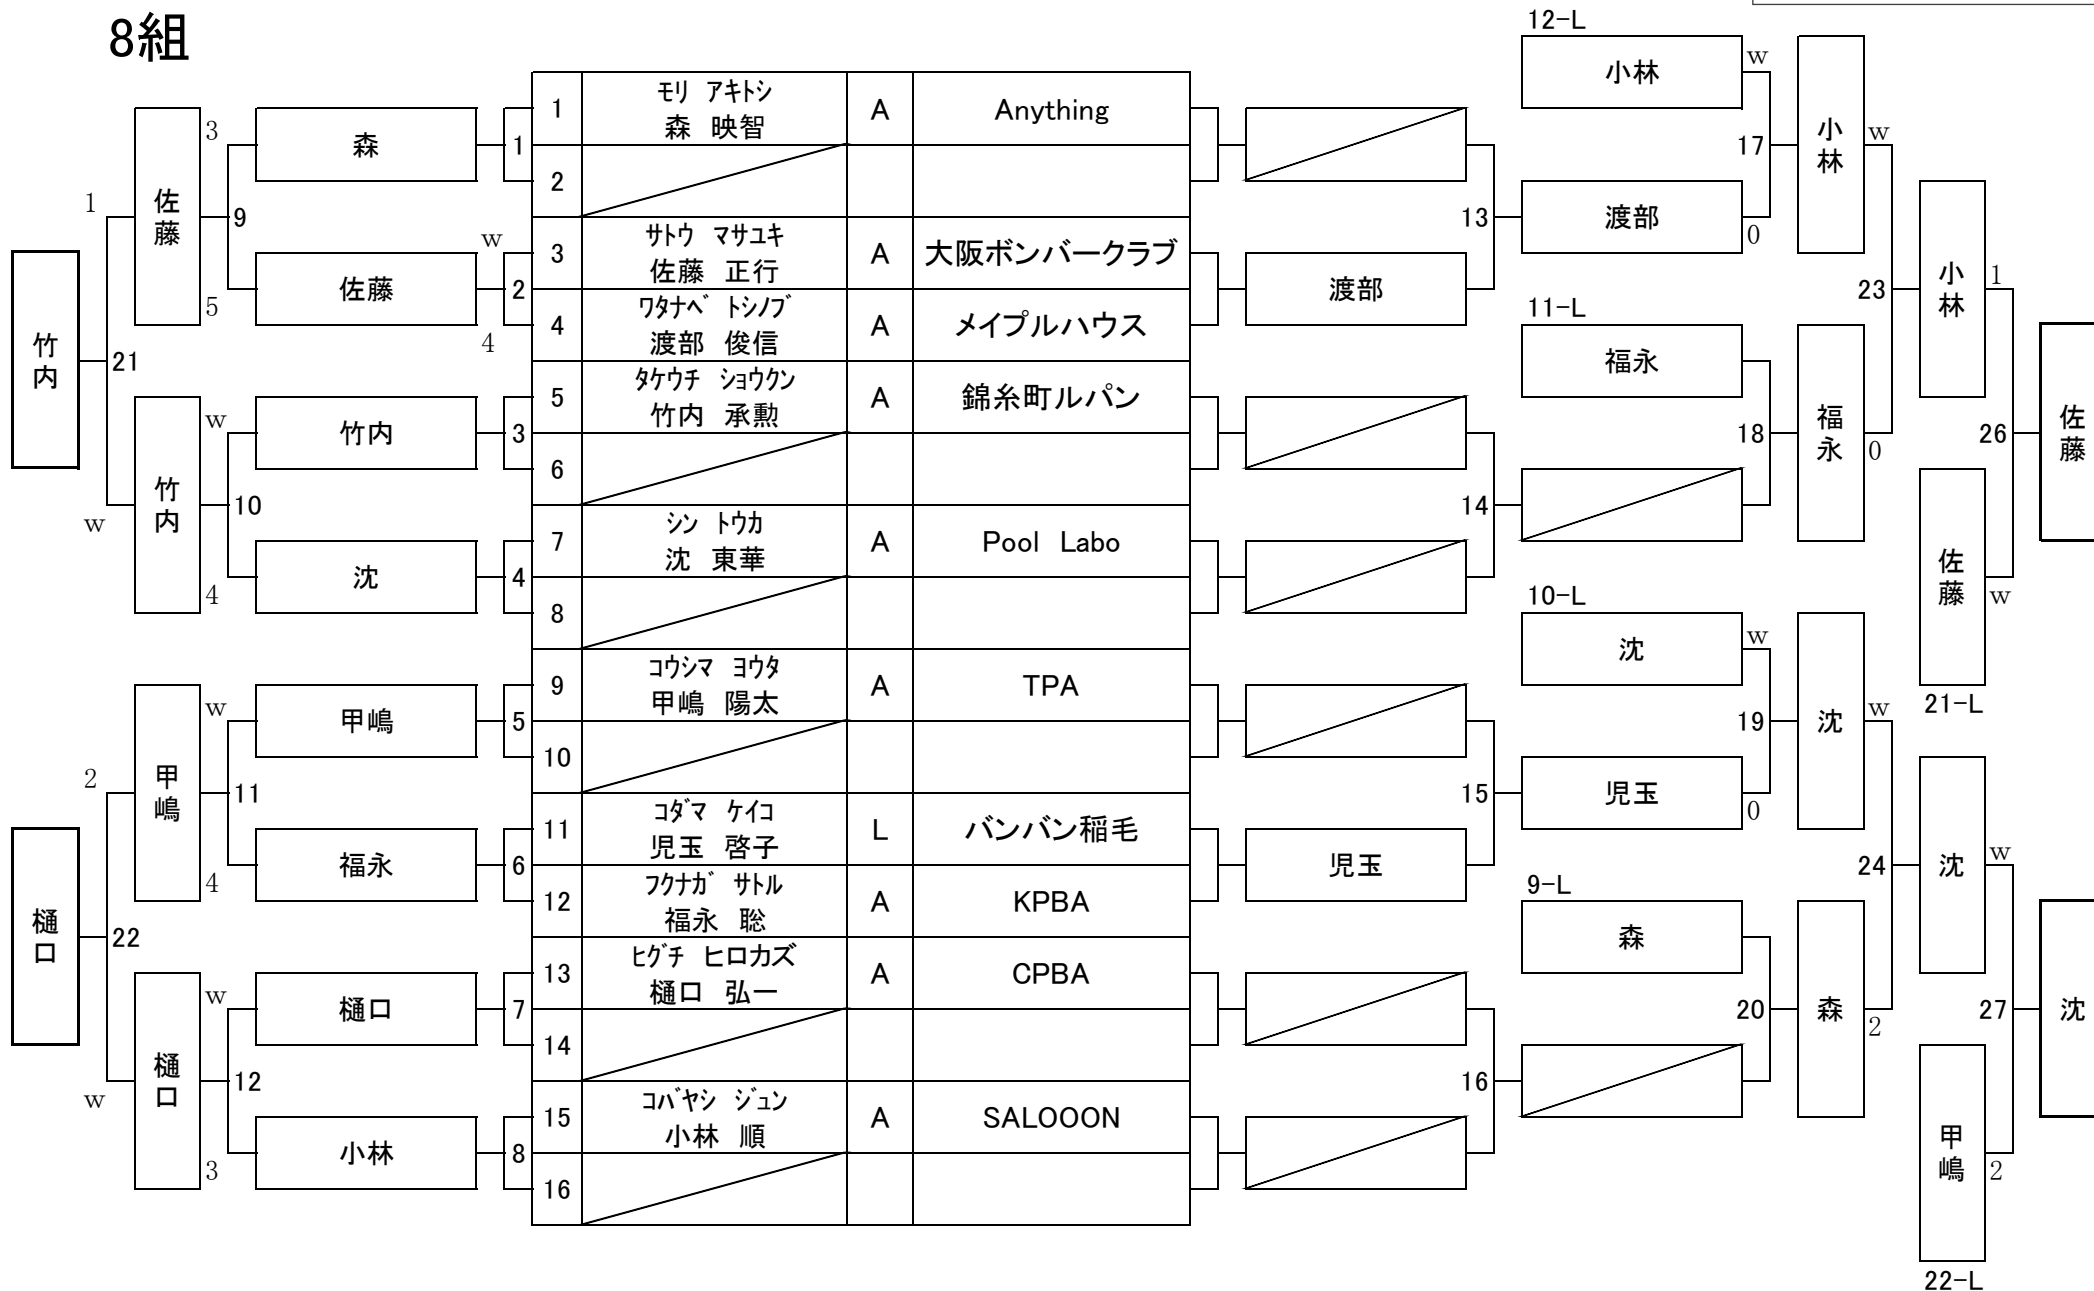 8組
12-L
小林
w
渡部
0
17
小林
w
13
渡部
11-L
福永
18
福永
0
14
23
小林
1
10-L
沈
w
児玉
0
19
沈
w
15
児玉
9-L
森
20
森
2
16
24
沈
w
佐藤
w
21-L
26
佐藤
甲嶋
2
22-L
27
沈
1 モリ アキトシ 森 映智 A Anything
2
3 サトウ マサユキ 佐藤 正行 A 大阪ボンバークラブ
4 ワタナベ トシノブ 渡部 俊信 A メイプルハウス
5 タケウチ ショウクン 竹内 承勲 A 錦糸町ルパン
6
7 シン トウカ 沈 東華 A Pool Labo
8
9 コウシマ ヨウタ 甲嶋 陽太 A TPA
10
11 コダマ ケイコ 児玉 啓子 L バンバン稲毛
12 フクナガ サトル 福永 聡 A KPBA
13 ヒグチ ヒロカズ 樋口 弘一 A CPBA
14
15 コバヤシ ジュン 小林 順 A SALOOON
16
森
1
佐藤
w
4
2
竹内
3
沈
4
甲嶋
5
福永
6
樋口
7
小林
8
佐藤
3
5
9
竹内
w
4
10
甲嶋
w
4
11
樋口
w
3
12
竹内
1
w
21
樋口
2
w
22